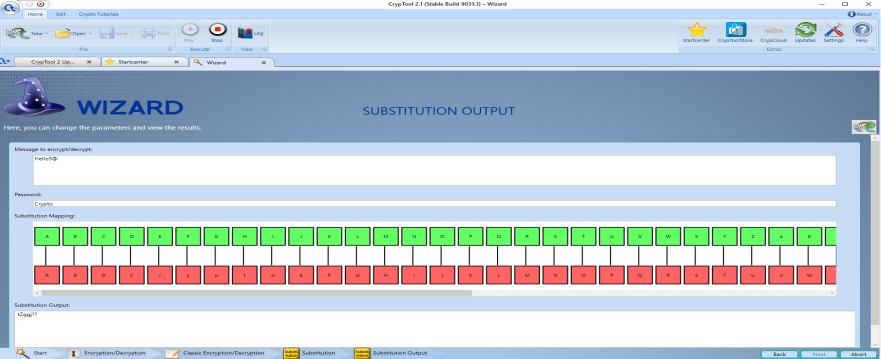 CrypTool 2.1 (Stable Build 9033.1) – Wizard
Home Edit Crypto Tutorials About
New Open Save Print Play Stop Log Startcenter CrypToolStore CrypCloud Updates Settings Help
File Execute View Extras
CrypTool 2 Up... Startcenter Wizard
WIZARD
SUBSTITUTION OUTPUT
Here, you can change the parameters and view the results.
Message to encrypt/decrypt:
Hello5@
Password:
Crypto
Substitution Mapping:
A B C D E F G H I J K L M N O P Q R S T U V W X Y Z a b
Substitution Output:
Start Encryption/Decryption Classic Encryption/Decryption Substitution Substitution Output
Back Next Abort